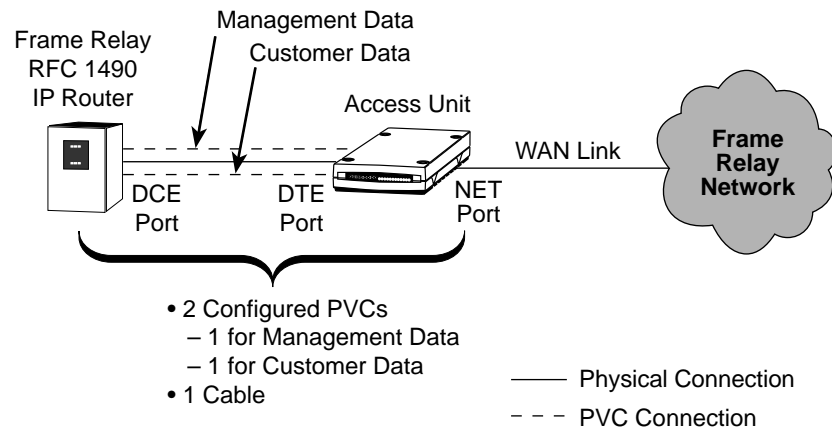 Management Data
Customer Data
Frame Relay
RFC 1490
IP Router
Access Unit
WAN Link
Frame
Relay
Network
DCE
Port
DTE
Port
NET
Port
• 2 Configured PVCs
– 1 for Management Data
– 1 for Customer Data
• 1 Cable
Physical Connection
PVC Connection